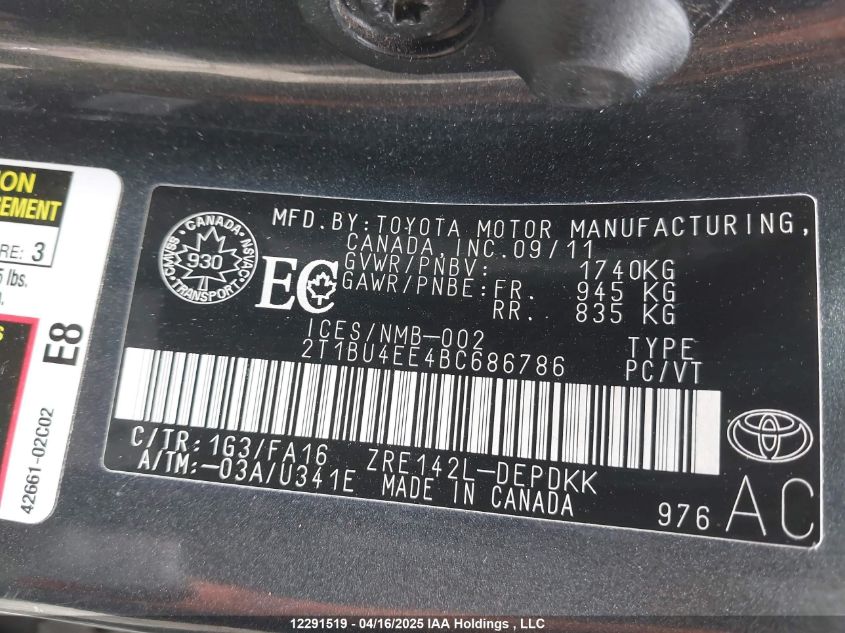 ION
GEMENT
RE: 3
5 lbs.
E8
42661-02C02
CANADA
CMVSS
NSVAC
930
TRANSPORT
EC
MFD.BY:TOYOTA MOTOR MANUFACTURING,
CANADA,INC.09/11
GVWR/PNBV: 1740KG
GAWR/PNBE:FR. 945 KG
RR. 835 KG
ICES/NMB-002
2T1BU4EE4BC686786
TYPE
PC/VT
C/TR:1G3/FA16 ZRE142L-DEPDKK
A/TM:-03A/U341E MADE IN CANADA
976 AC
12291519 - 04/16/2025 IAA Holdings , LLC